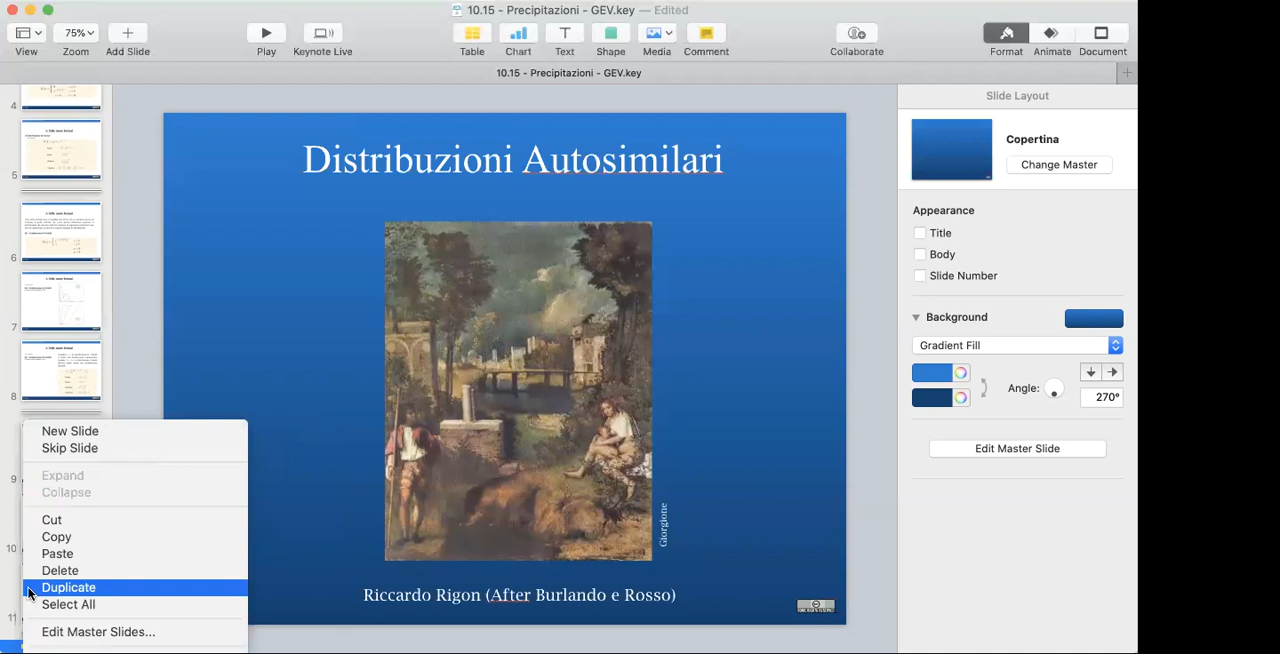 10.15 - Precipitazioni - GEV.key — Edited
75%
View Zoom Add Slide Play Keynote Live Table Chart Text Shape Media Comment Collaborate Format Animate Document
10.15 - Precipitazioni - GEV.key
Slide Layout
Copertina
Change Master
Appearance
Title
Body
Slide Number
Background
Gradient Fill
Angle:
270°
Edit Master Slide
4
5
6
7
8
9
10
11
Distribuzioni Autosimilari
Giorgione
Riccardo Rigon (After Burlando e Rosso)
New Slide
Skip Slide
Expand
Collapse
Cut
Copy
Paste
Delete
Duplicate
Select All
Edit Master Slides...